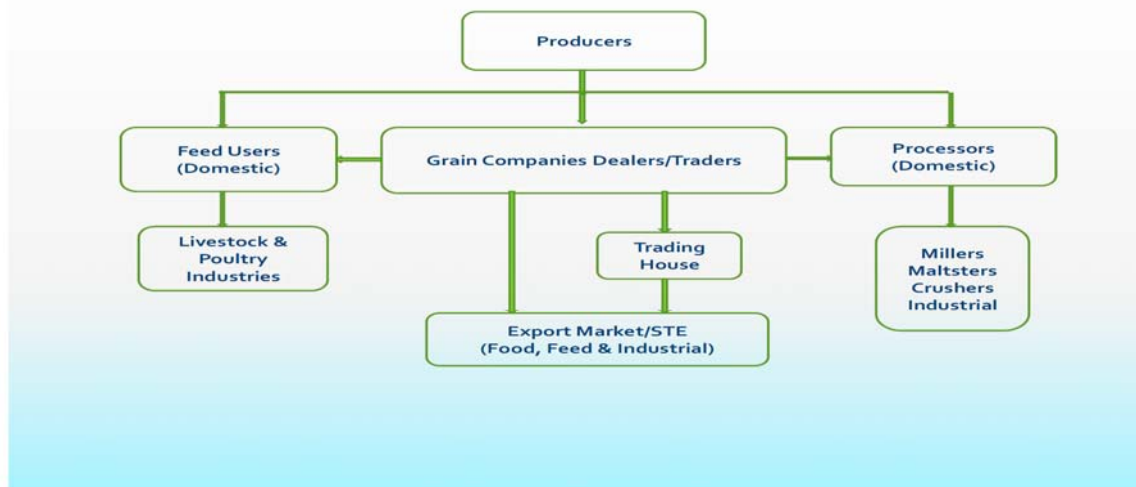 Producers
Feed Users
(Domestic)
Grain Companies Dealers/Traders
Processors
(Domestic)
Livestock &
Poultry
Industries
Trading
House
Millers
Maltsters
Crushers
Industrial
Export Market/STE
(Food, Feed & Industrial)